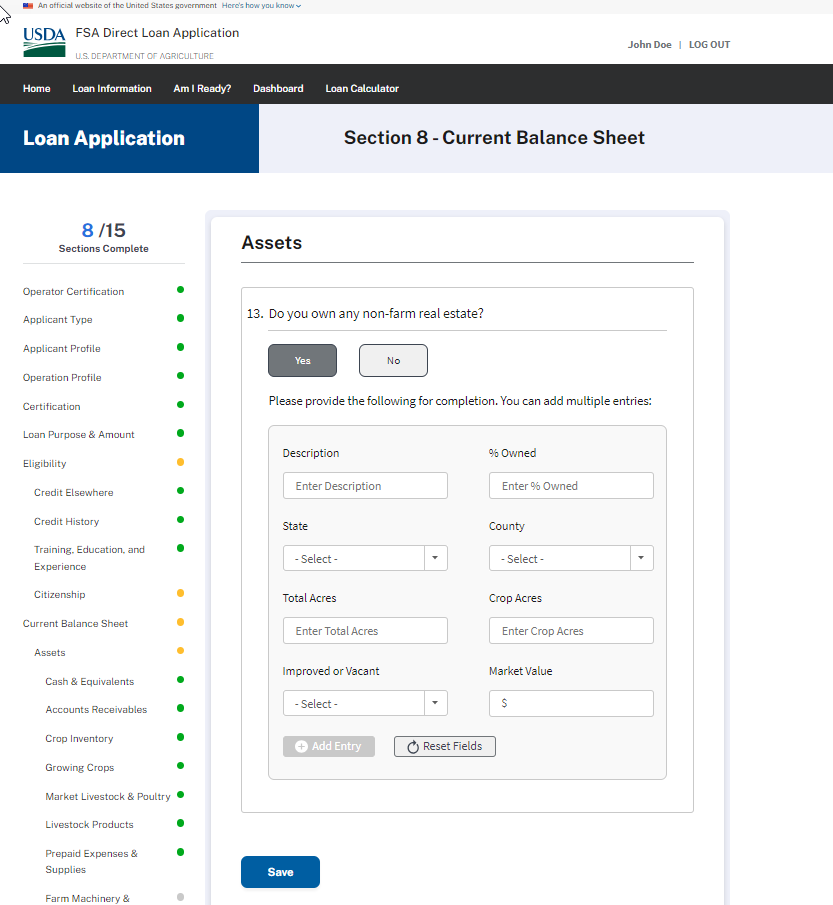 An official website of the United States government Here's how you know
USDA
FSA Direct Loan Application
U.S. DEPARTMENT OF AGRICULTURE
John Doe | LOG OUT
Home Loan Information Am I Ready? Dashboard Loan Calculator
Loan Application
Section 8 - Current Balance Sheet
8 /15
Sections Complete
Operator Certification
Applicant Type
Applicant Profile
Operation Profile
Certification
Loan Purpose & Amount
Eligibility
Credit Elsewhere
Credit History
Training, Education, and
Experience
Citizenship
Current Balance Sheet
Assets
Cash & Equivalents
Accounts Receivables
Crop Inventory
Growing Crops
Market Livestock & Poultry
Livestock Products
Prepaid Expenses &
Supplies
Farm Machinery &
Assets
13. Do you own any non-farm real estate?
Yes No
Please provide the following for completion. You can add multiple entries:
Description % Owned
Enter Description Enter % Owned
State County
- Select - - Select -
Total Acres Crop Acres
Enter Total Acres Enter Crop Acres
Improved or Vacant Market Value
- Select - $
Add Entry Reset Fields
Save